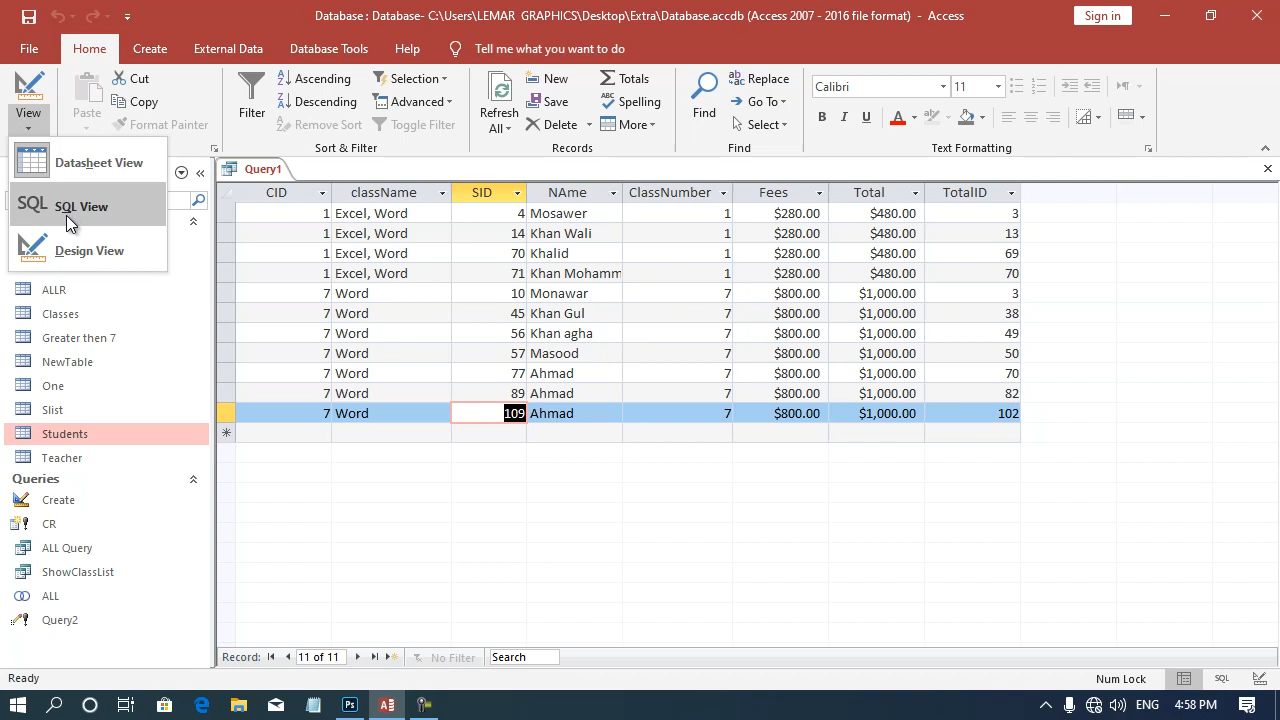 Database : Database- C:\Users\LEMAR GRAPHICS\Desktop\Extra\Database.accdb (Access 2007 - 2016 file format) - Access
Sign in
File Home Create External Data Database Tools Help Tell me what you want to do
View
Paste
Cut
Copy
Format Painter
Filter
Ascending
Descending
Remove Sort
Selection
Advanced
Toggle Filter
Sort & Filter
Refresh
All
New
Save
Delete
Totals
Spelling
More
Records
Find
Replace
Go To
Select
Find
Calibri 11
B I U A
Text Formatting
Datasheet View
SQL SQL View
Design View
ALLR
Classes
Greater then 7
NewTable
One
Slist
Students
Teacher
Queries
Create
CR
ALL Query
ShowClassList
ALL
Query2
Query1
CID className SID NAme ClassNumber Fees Total TotalID
1 Excel, Word 4 Mosawer 1 $280.00 $480.00 3
1 Excel, Word 14 Khan Wali 1 $280.00 $480.00 13
1 Excel, Word 70 Khalid 1 $280.00 $480.00 69
1 Excel, Word 71 Khan Mohamm 1 $280.00 $480.00 70
7 Word 10 Monawar 7 $800.00 $1,000.00 3
7 Word 45 Khan Gul 7 $800.00 $1,000.00 38
7 Word 56 Khan agha 7 $800.00 $1,000.00 49
7 Word 57 Masood 7 $800.00 $1,000.00 50
7 Word 77 Ahmad 7 $800.00 $1,000.00 70
7 Word 89 Ahmad 7 $800.00 $1,000.00 82
7 Word 109 Ahmad 7 $800.00 $1,000.00 102
Record: 11 of 11 No Filter Search
Ready
Num Lock SQL
4:58 PM